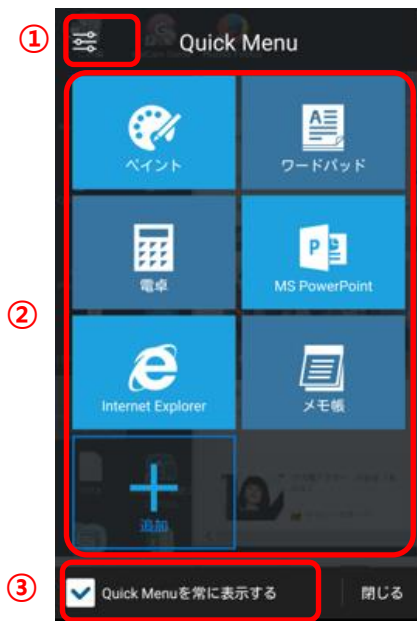 ①
Quick Menu
②
ペイント
ワードパッド
電卓
MS PowerPoint
Internet Explorer
メモ帳
追加
③
Quick Menuを常に表示する
閉じる